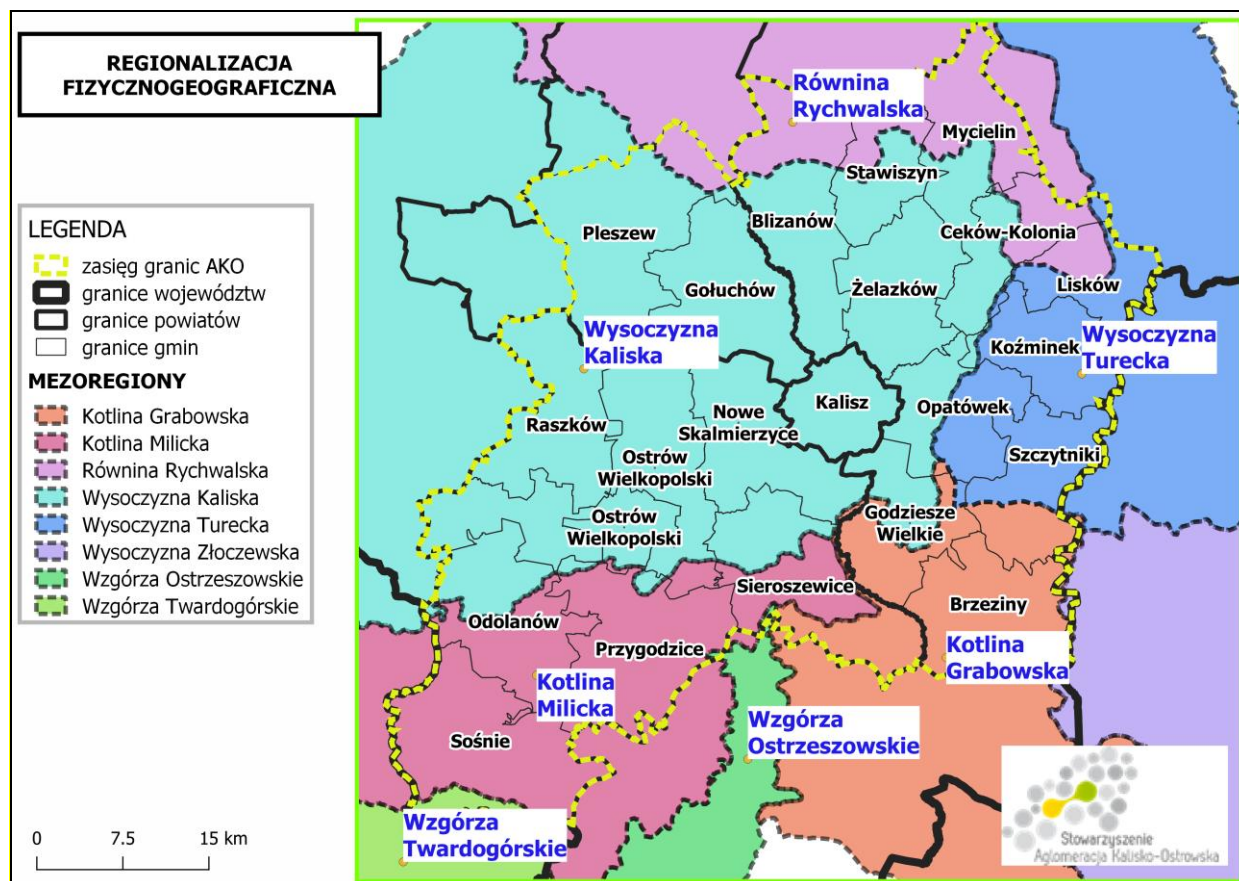 REGIONALIZACJA
FIZYCZNOGEOGRAFICZNA
LEGENDA
zasięg granic AKO
granice województw
granice powiatów
granice gmin
MEZOREGIONY
Kotlina Grabowska
Kotlina Milicka
Równina Rychwalska
Wysoczyzna Kaliska
Wysoczyzna Turecka
Wysoczyzna Złoczewska
Wzgórza Ostrzeszowskie
Wzgórza Twardogórskie
0 7.5 15 km
Równina
Rychwalska
Mycielin
Stawiszyn
Blizanów
Pleszew
Ceków-Kolonia
Gołuchów
Żelazków
Lisków
Wysoczyzna
Kaliska
Koźminek
Wysoczyzna
Turecka
Kalisz
Opatówek
Raszków
Nowe
Skalmierzyce
Szczytniki
Ostrów
Wielkopolski
Ostrów
Wielkopolski
Godziesze
Wielkie
Sieroszewice
Brzeziny
Odolanów
Przygodzice
Kotlina
Grabowska
Kotlina
Milicka
Sośnie
Wzgórza
Ostrzeszowskie
Wzgórza
Twardogórskie
Stowarzyszenie
Aglomeracja Kalisko-Ostrowska